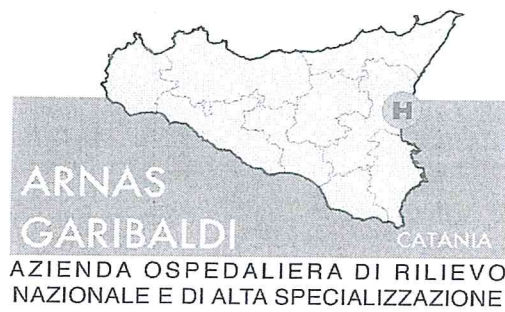 H
ARNAS
GARIBALDI
CATANIA
AZIENDA OSPEDALIERA DI RILIEVO
NAZIONALE E DI ALTA SPECIALIZZAZIONE